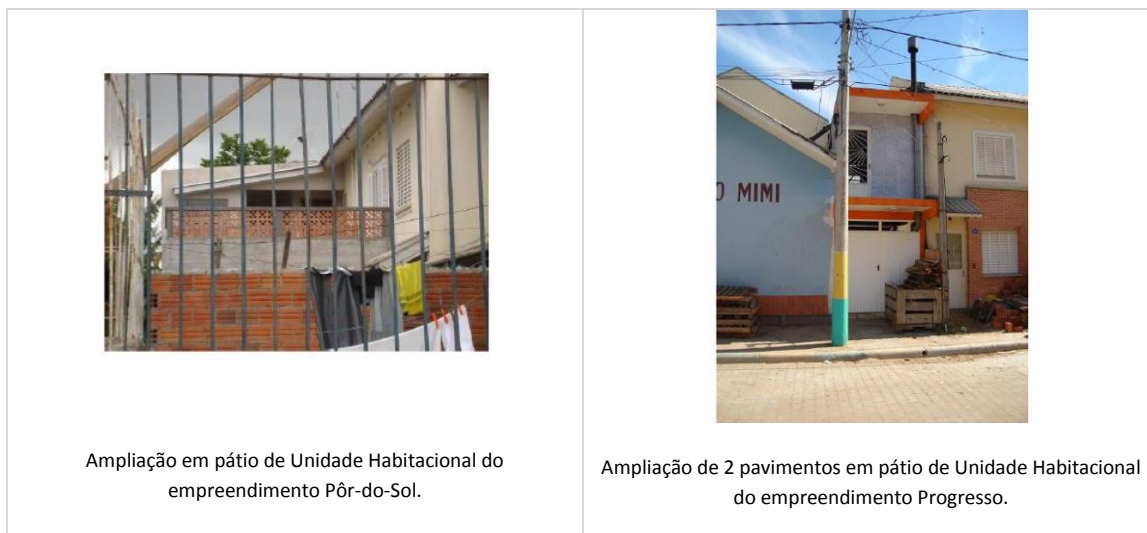 O MIMI
Ampliação em pátio de Unidade Habitacional do
empreendimento Pôr-do-Sol.
Ampliação de 2 pavimentos em pátio de Unidade Habitacional
do empreendimento Progresso.